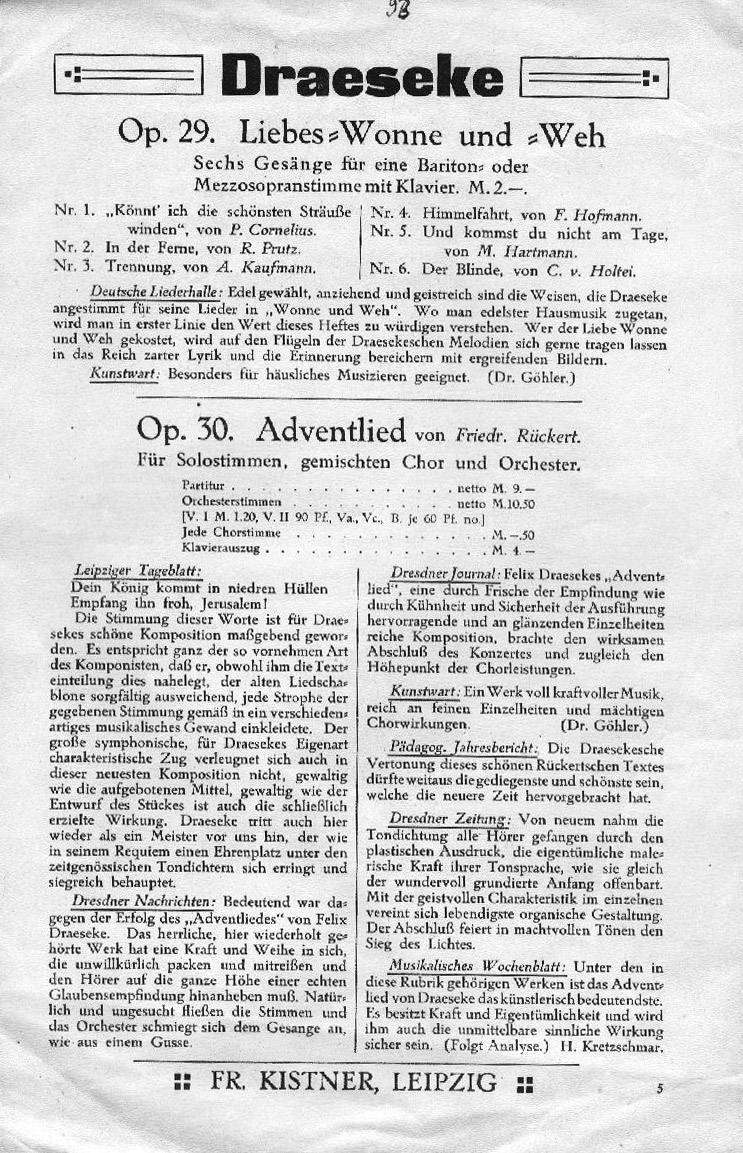 93
Draeseke
Op. 29. Liebes⸗Wonne und ⸗Weh
Sechs Gesänge für eine Bariton⸗ oder
Mezzosopranstimme mit Klavier. M. 2.—.
Nr. 1. „Könnt' ich die schönsten Sträuße
winden“, von P. Cornelius.
Nr. 2. In der Ferne, von R. Prutz.
Nr. 3. Trennung, von A. Kaufmann.
Nr. 4. Himmelfahrt, von F. Hofmann.
Nr. 5. Und kommst du nicht am Tage,
von M. Hartmann.
Nr. 6. Der Blinde, von C. v. Holtei.
Deutsche Liederhalle: Edel gewählt, anziehend und geistreich sind die Weisen, die Draeseke
angestimmt für seine Lieder in „Wonne und Weh“. Wo man edelster Hausmusik zugetan,
wird man in erster Linie den Wert dieses Heftes zu würdigen verstehen. Wer der Liebe Wonne
und Weh gekostet, wird auf den Flügeln der Draesekeschen Melodien sich gerne tragen lassen
in das Reich zarter Lyrik und die Erinnerung bereichern mit ergreifenden Bildern.
Kunstwart: Besonders für häusliches Musizieren geeignet. (Dr. Göhler.)
Op. 30. Adventlied von Friedr. Rückert.
Für Solostimmen, gemischten Chor und Orchester.
Partitur . . . . . . . . . . . . . . . . netto M. 9.—
Orchesterstimmen . . . . . . . . . . . . netto M.10.50
[V. I M. 1.20, V. II 90 Pf., Va., Vc., B. je 60 Pf. no.]
Jede Chorstimme . . . . . . . . . . . . . . M. —.50
Klavierauszug . . . . . . . . . . . . . . . . M. 4.—
Leipziger Tageblatt:
Dein König kommt in niedren Hüllen
Empfang ihn froh, Jerusalem!
Die Stimmung dieser Worte ist für Drae⸗
sekes schöne Komposition maßgebend gewor⸗
den. Es entspricht ganz der so vornehmen Art
des Komponisten, daß er, obwohl ihm die Text⸗
einteilung dies nahelegt, der alten Liedscha⸗
blone sorgfältig ausweichend, jede Strophe der
gegebenen Stimmung gemäß in ein verschieden⸗
artiges musikalisches Gewand einkleidete. Der
große symphonische, für Draesekes Eigenart
charakteristische Zug verleugnet sich auch in
dieser neuesten Komposition nicht, gewaltig
wie die aufgebotenen Mittel, gewaltig wie der
Entwurf des Stückes ist auch die schließlich
erzielte Wirkung. Draeseke tritt auch hier
wieder als ein Meister vor uns hin, der wie
in seinem Requiem einen Ehrenplatz unter den
zeitgenössischen Tondichtern sich erringt und
siegreich behauptet.
Dresdner Nachrichten: Bedeutend war da⸗
gegen der Erfolg des „Adventliedes“ von Felix
Draeseke. Das herrliche, hier wiederholt ge⸗
hörte Werk hat eine Kraft und Weihe in sich,
die unwillkürlich packen und mitreißen und
den Hörer auf die ganze Höhe einer echten
Glaubensempfindung hinanheben muß. Natür⸗
lich und ungesucht fließen die Stimmen und
das Orchester schmiegt sich dem Gesange an,
wie aus einem Gusse.
Dresdner Journal: Felix Draesekes „Advent⸗
lied“, eine durch Frische der Empfindung wie
durch Kühnheit und Sicherheit der Ausführung
hervorragende und an glänzenden Einzelheiten
reiche Komposition, brachte den wirksamen
Abschluß des Konzertes und zugleich den
Höhepunkt der Chorleistungen.
Kunstwart: Ein Werk voll kraftvoller Musik,
reich an feinen Einzelheiten und mächtigen
Chorwirkungen. (Dr. Göhler.)
Pädagog. Jahresbericht: Die Draesekesche
Vertonung dieses schönen Rückertschen Textes
dürfte weitaus die gediegenste und schönste sein,
welche die neuere Zeit hervorgebracht hat.
Dresdner Zeitung: Von neuem nahm die
Tondichtung alle Hörer gefangen durch den
plastischen Ausdruck, die eigentümliche male⸗
rische Kraft ihrer Tonsprache, wie sie gleich
der wundervoll grundierte Anfang offenbart.
Mit der geistvollen Charakteristik im einzelnen
vereint sich lebendigste organische Gestaltung.
Der Abschluß feiert in machtvollen Tönen den
Sieg des Lichtes.
Musikalisches Wochenblatt: Unter den in
diese Rubrik gehörigen Werken ist das Advent⸗
lied von Draeseke das künstlerisch bedeutendste.
Es besitzt Kraft und Eigentümlichkeit und wird
ihm auch die unmittelbare sinnliche Wirkung
sicher sein. (Folgt Analyse.) H. Kretzschmar.
FR. KISTNER, LEIPZIG
5